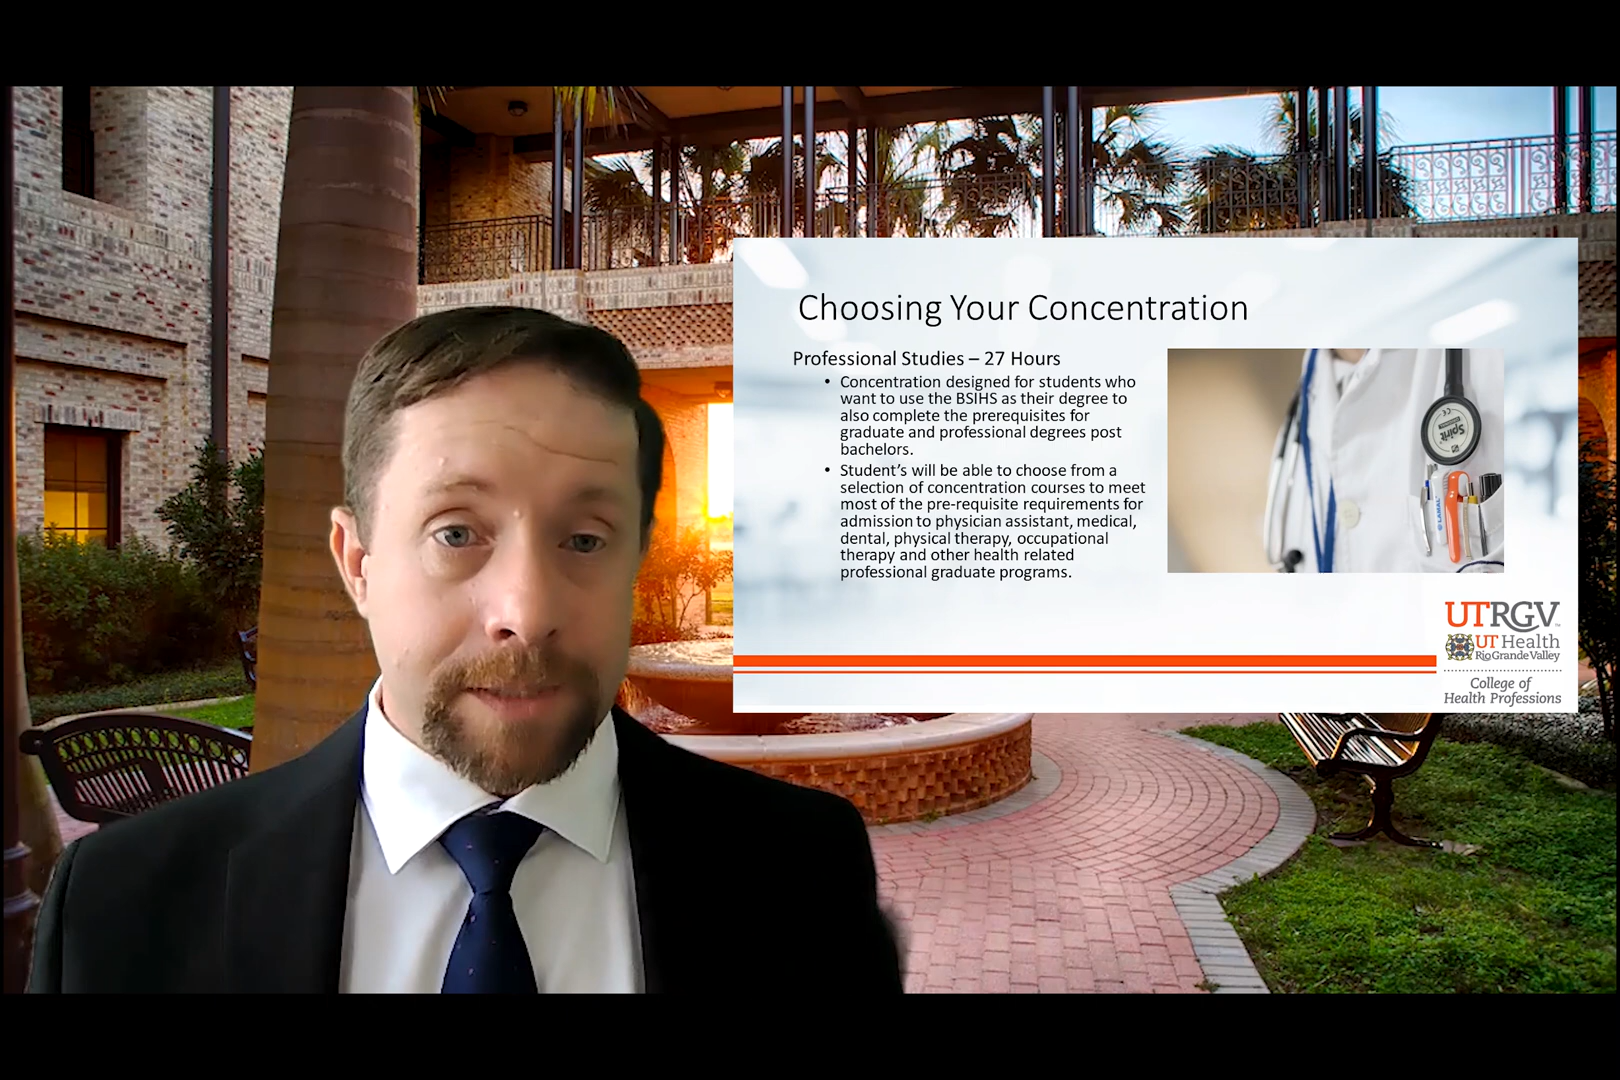 Choosing Your Concentration
Professional Studies – 27 Hours
• Concentration designed for students who
want to use the BSIHS as their degree to
also complete the prerequisites for
graduate and professional degrees post
bachelors.
• Student’s will be able to choose from a
selection of concentration courses to meet
most of the pre-requisite requirements for
admission to physician assistant, medical,
dental, physical therapy, occupational
therapy and other health related
professional graduate programs.
Spirit
UTRGV
UT Health
Rio Grande Valley
College of
Health Professions